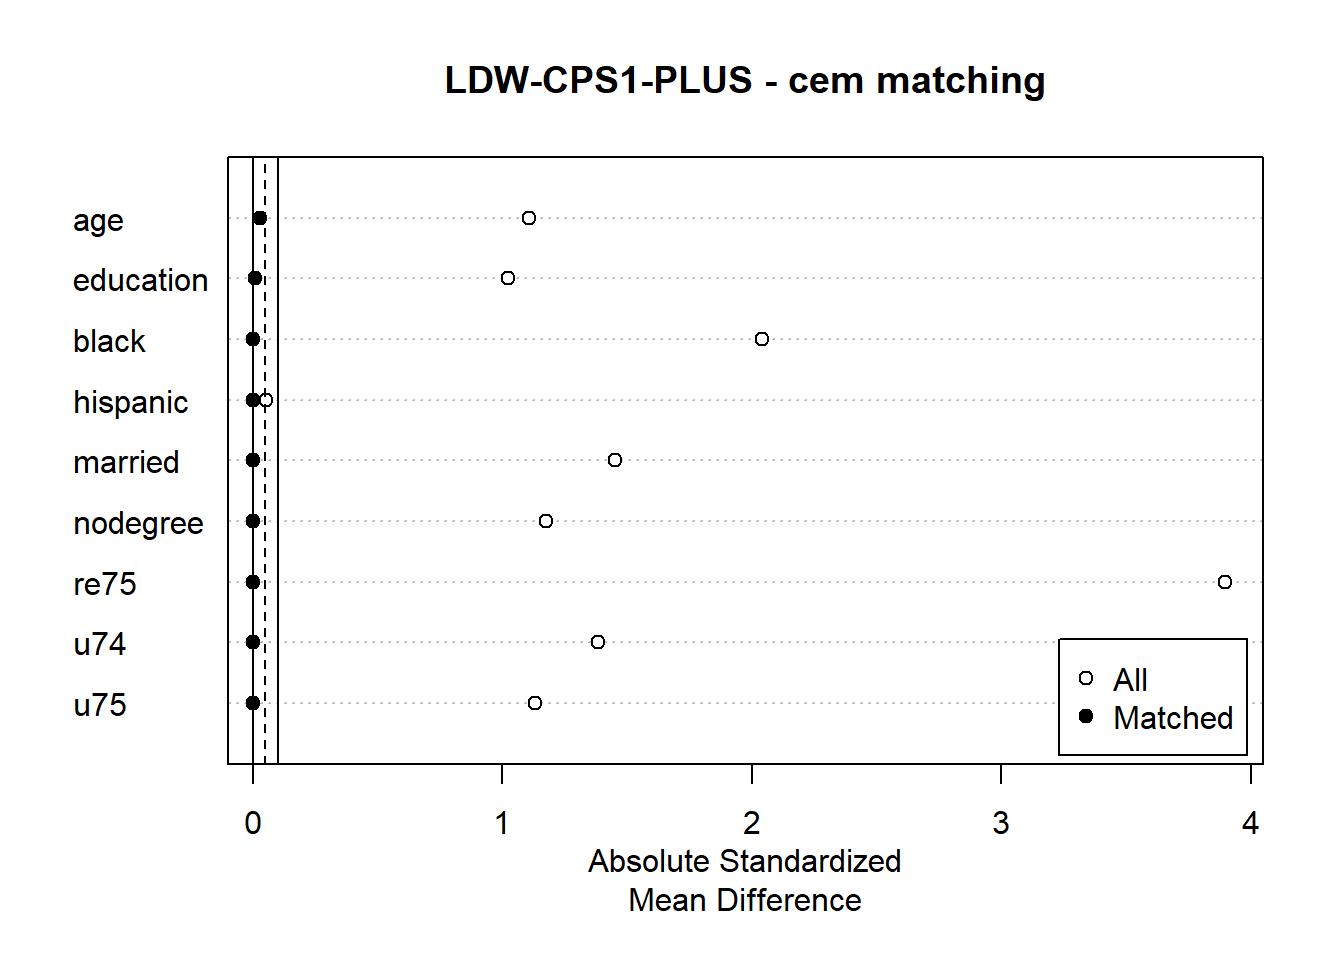 LDW-CPS1-PLUS - cem matching
age
education
black
hispanic
married
nodegree
re75
u74
u75
All
Matched
0 1 2 3 4
Absolute Standardized
Mean Difference